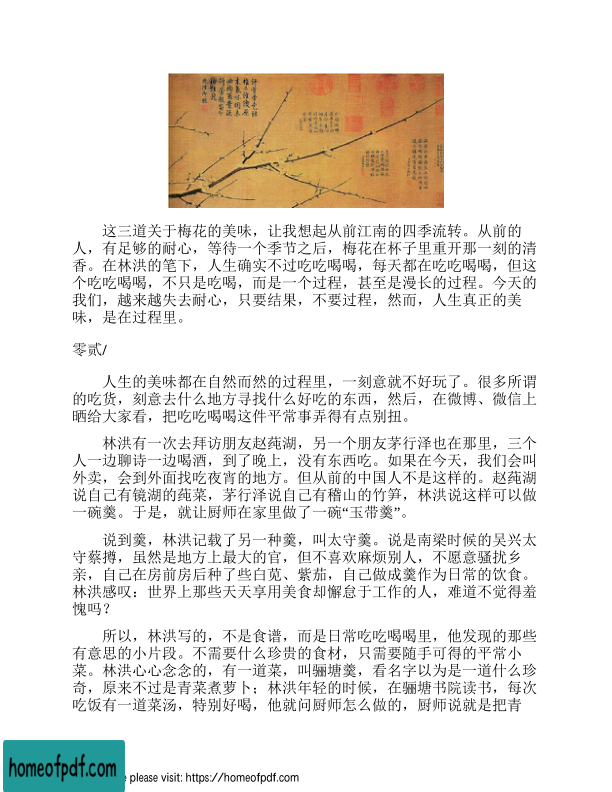 这三道关于梅花的美味，让我想起从前江南的四季流转。从前的
人，有足够的耐心，等待一个季节之后，梅花在杯子里重开那一刻的清
香。在林洪的笔下，人生确实不过吃吃喝喝，每天都在吃吃喝喝，但这
个吃吃喝喝，不只是吃喝，而是一个过程，甚至是漫长的过程。今天的
我们，越来越失去耐心，只要结果，不要过程，然而，人生真正的美
味，是在过程里。
零贰/
人生的美味都在自然而然的过程里，一刻意就不好玩了。很多所谓
的吃货，刻意去什么地方寻找什么好吃的东西，然后，在微博、微信上
晒给大家看，把吃吃喝喝这件平常事弄得有点别扭。
林洪有一次去拜访朋友赵莼湖，另一个朋友茅行泽也在那里，三个
人一边聊诗一边喝酒，到了晚上，没有东西吃。如果在今天，我们会叫
外卖，会到外面找吃夜宵的地方。但从前的中国人不是这样的。赵莼湖
说自己有镜湖的莼菜，茅行泽说自己有稽山的竹笋，林洪说这样可以做
一碗羹。于是，就让厨师在家里做了一碗“玉带羹”。
说到羹，林洪记载了另一种羹，叫太守羹。说是南梁时候的吴兴太
守蔡撙，虽然是地方上最大的官，但不喜欢麻烦别人，不愿意骚扰乡
亲，自己在房前房后种了些白苋、紫茄，自己做成羹作为日常的饮食。
林洪感叹：世界上那些天天享用美食却懈怠于工作的人，难道不觉得羞
愧吗？
所以，林洪写的，不是食谱，而是日常吃吃喝喝里，他发现的那些
有意思的小片段。不需要什么珍贵的食材，只需要随手可得的平常小
菜。林洪心心念念的，有一道菜，叫骊塘羹，看名字以为是一道什么珍
奇，原来不过是青菜煮萝卜；林洪年轻的时候，在骊塘书院读书，每次
吃饭有一道菜汤，特别好喝，他就问厨师怎么做的，厨师说就是把青
homeofpdf.com
e please visit: https://homeofpdf.com